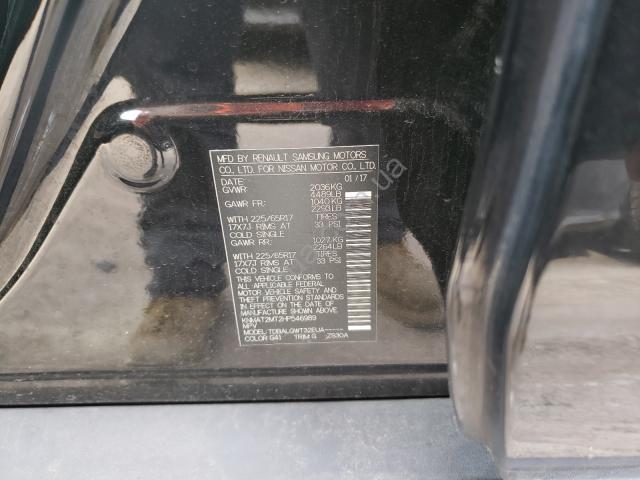 MFD BY RENAULT SAMSUNG MOTORS
CO. LTD. FOR NISSAN MOTOR CO., LTD.
DATE: 01/17
GVWR: 2036KG
4489LB
GAWR FR: 1040KG
2293LB
WITH 225/65R17 TIRES
17X7J RIMS AT 33 PSI
COLD SINGLE
GAWR RR: 1027KG
2264LB
WITH 225/65R17 TIRES
17X7J RIMS AT 33 PSI
COLD SINGLE
THIS VEHICLE CONFORMS TO
ALL APPLICABLE FEDERAL
MOTOR VEHICLE SAFETY
STANDARDS IN EFFECT ON
THE DATE OF
MANUFACTURE SHOWN ABOVE
KNMAT2MT2HP546989
MPV
MODEL: TDBALGWT32EUA-----
COLOR G41 TRIM G ZB30A